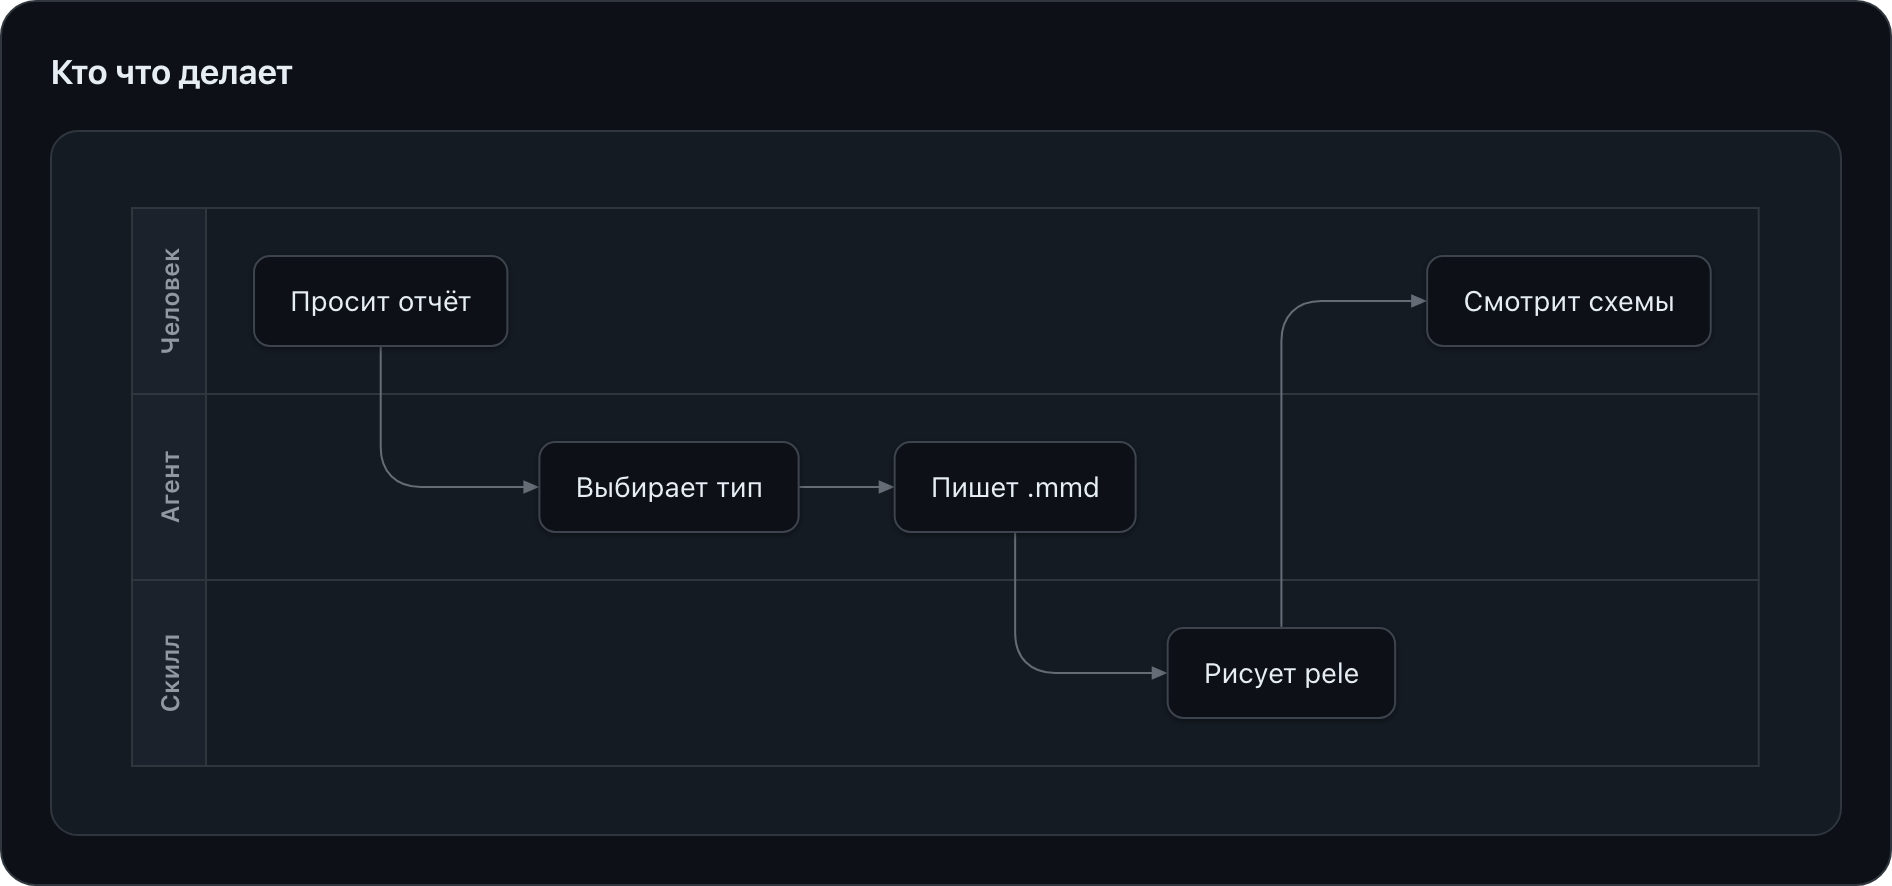 Кто что делает
Человек
Просит отчёт
Смотрит схемы
Агент
Выбирает тип
Пишет .mmd
Скилл
Рисует pele